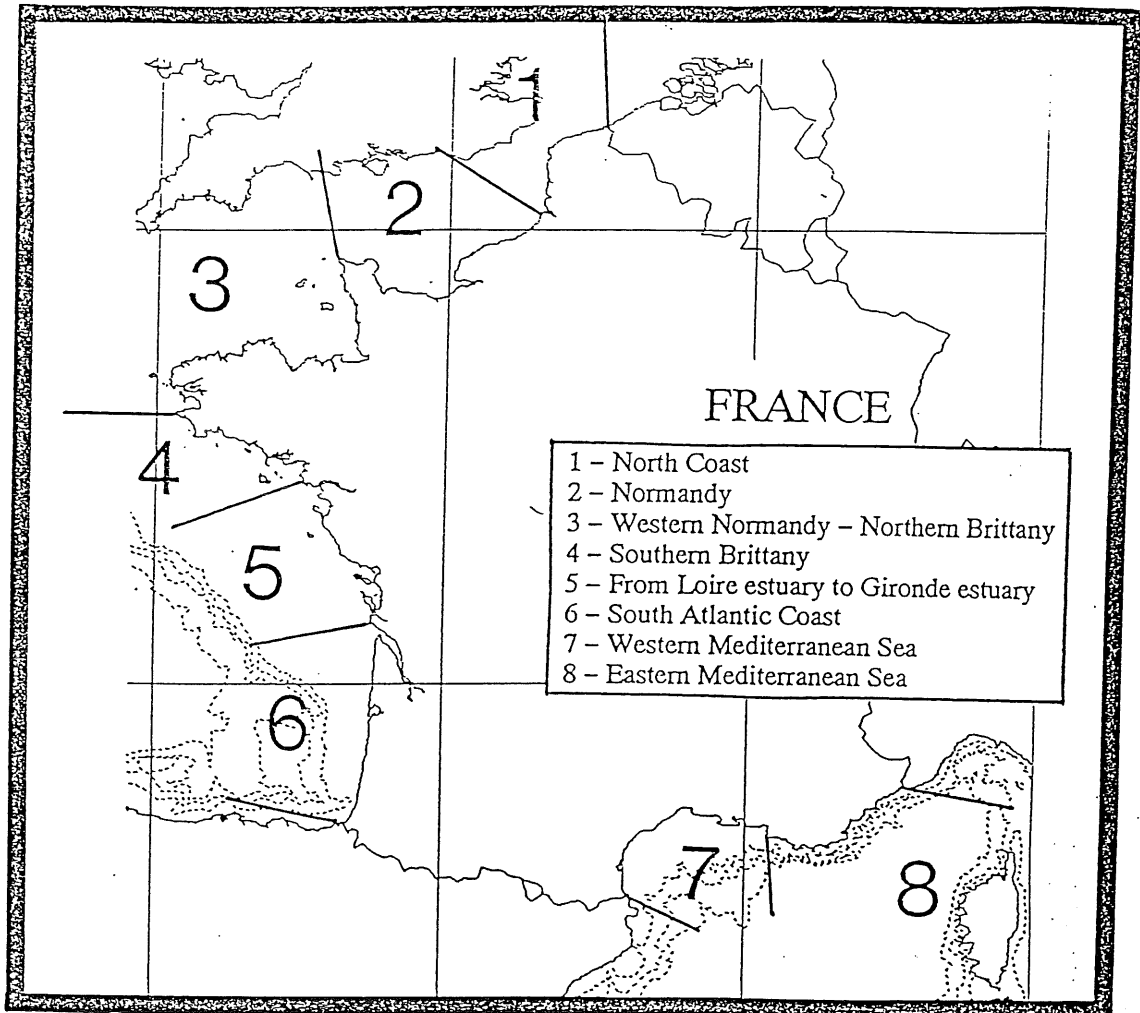 1
2
3
FRANCE
4
1 – North Coast
2 – Normandy
3 – Western Normandy – Northern Brittany
4 – Southern Brittany
5 – From Loire estuary to Gironde estuary
6 – South Atlantic Coast
7 – Western Mediterranean Sea
8 – Eastern Mediterranean Sea
5
6
7
8